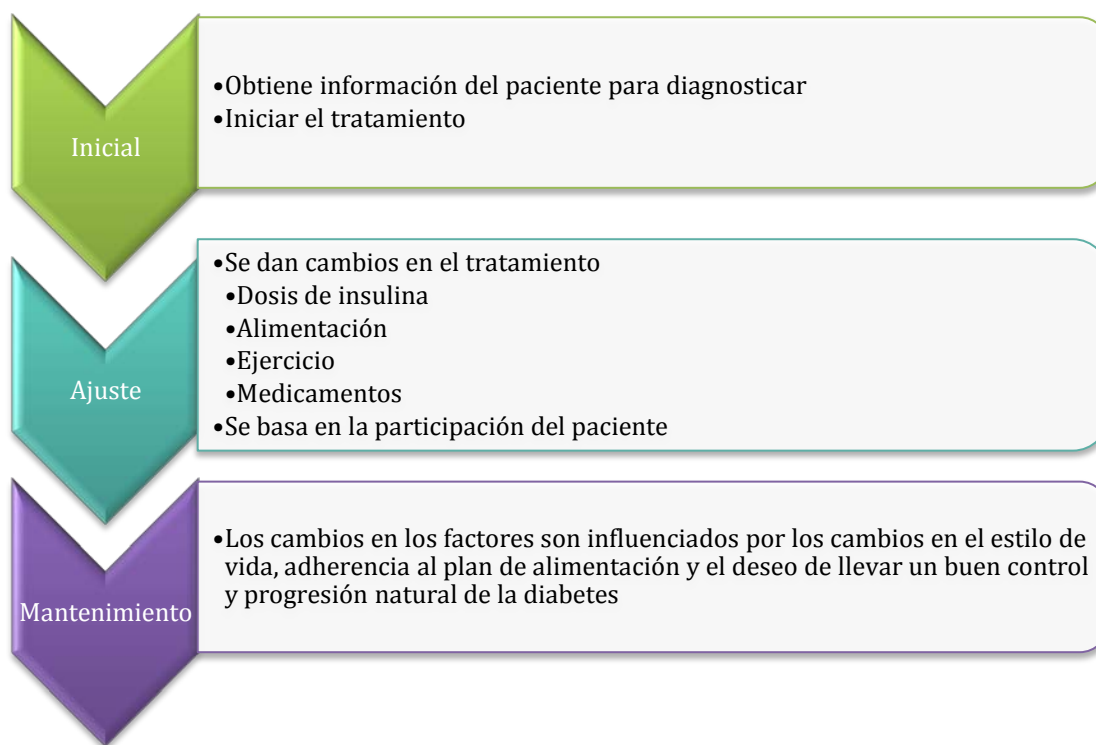 Inicial
•Obtiene información del paciente para diagnosticar
•Iniciar el tratamiento
Ajuste
•Se dan cambios en el tratamiento
•Dosis de insulina
•Alimentación
•Ejercicio
•Medicamentos
•Se basa en la participación del paciente
Mantenimiento
•Los cambios en los factores son influenciados por los cambios en el estilo de
vida, adherencia al plan de alimentación y el deseo de llevar un buen control
y progresión natural de la diabetes